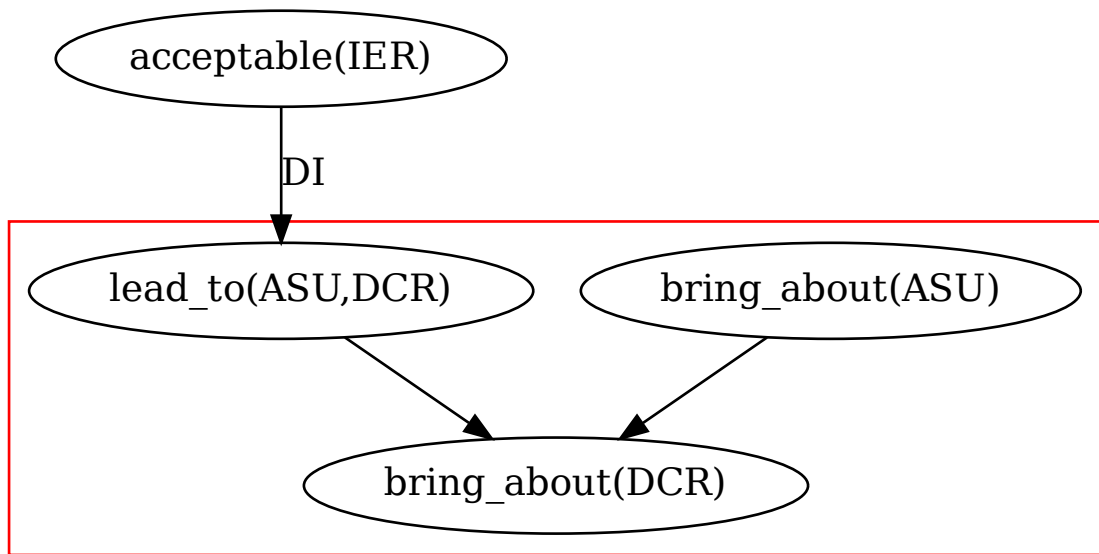 acceptable(IER)
DI
lead_to(ASU,DCR)
bring_about(ASU)
bring_about(DCR)